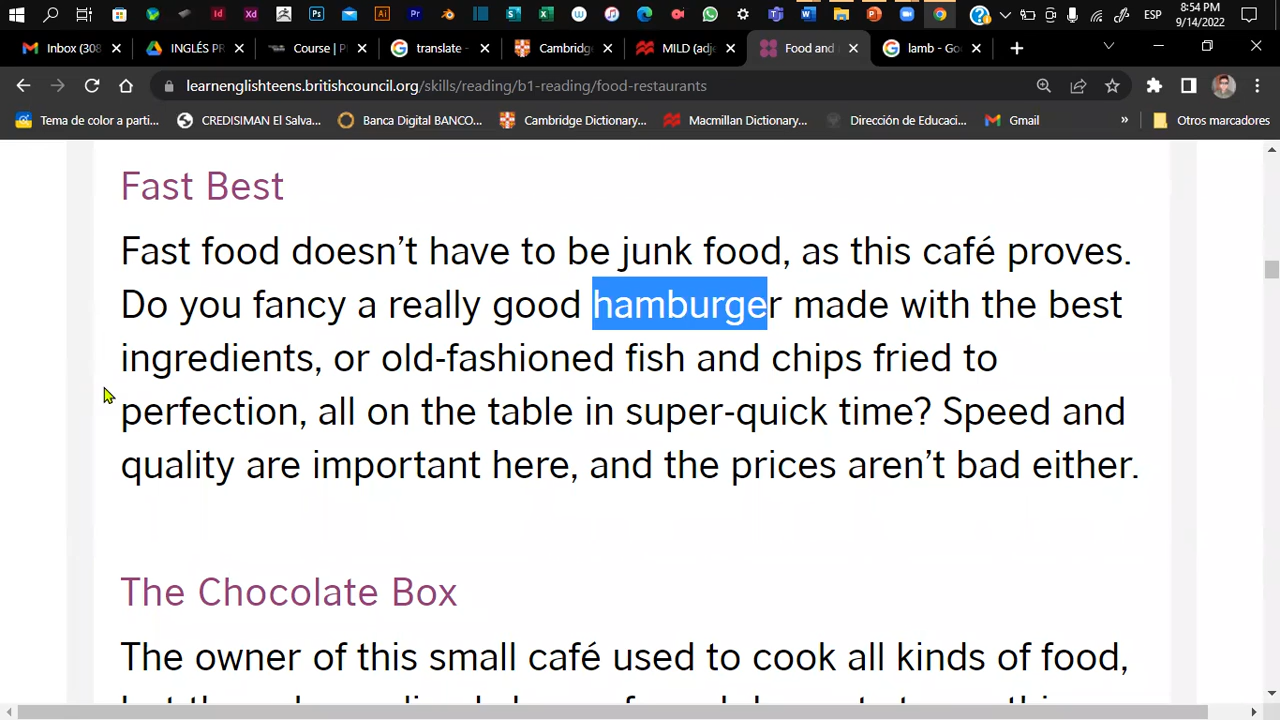 Id
Xd
Ps
Ai
Pr
ESP
8:54 PM
9/14/2022
Inbox (308
INGLÉS PR
Course | P
translate -
Cambridg
MILD (adje
Food and
lamb - Go
learnenglishteens.britishcouncil.org/skills/reading/b1-reading/food-restaurants
Tema de color a parti...
CREDISIMAN El Salva...
Banca Digital BANCO...
Cambridge Dictionary...
Macmillan Dictionary...
Dirección de Educaci...
Gmail
»
Otros marcadores
Fast Best
Fast food doesn't have to be junk food, as this café proves.
Do you fancy a really good hamburger made with the best
ingredients, or old-fashioned fish and chips fried to
perfection, all on the table in super-quick time? Speed and
quality are important here, and the prices aren't bad either.
The Chocolate Box
The owner of this small café used to cook all kinds of food,